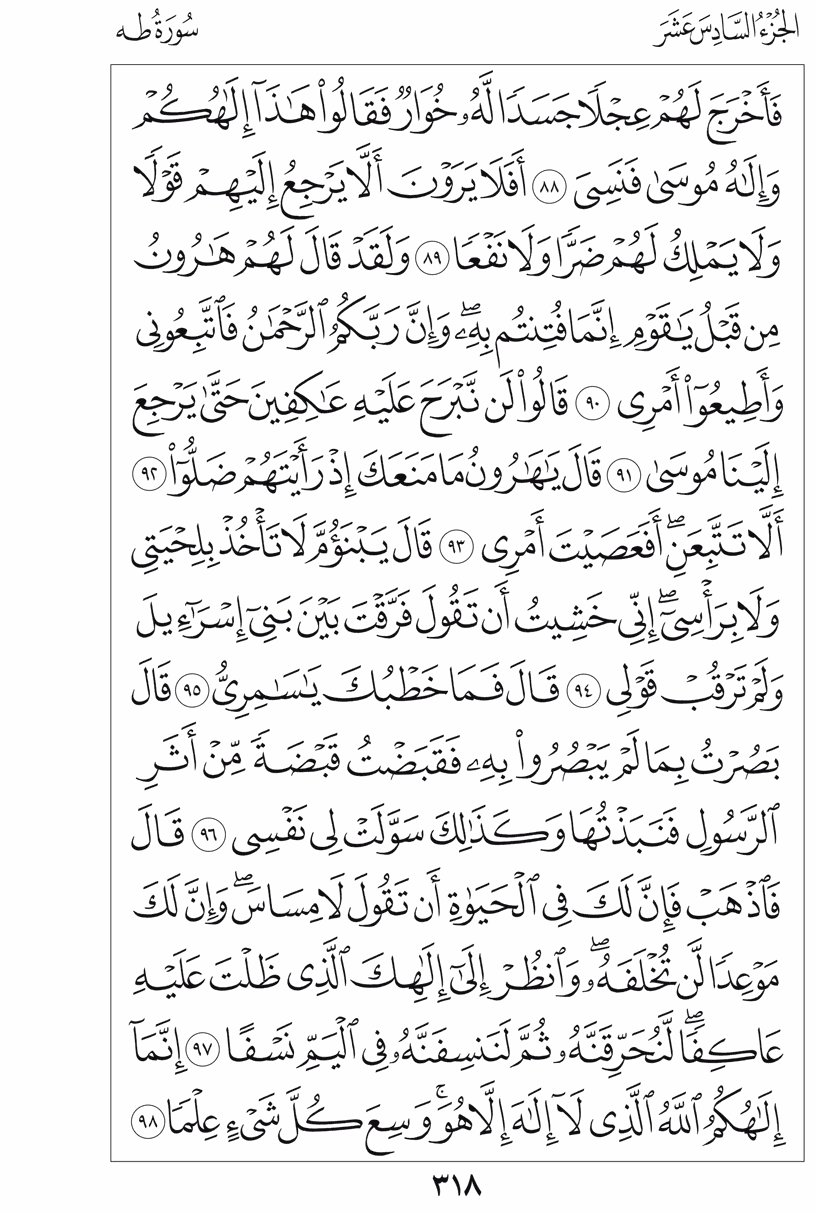 الجُزْءُ السَّادِسَ عَشَرَ
سُورَةُ طه
فَأَخْرَجَ لَهُمْ عِجْلًا جَسَدًا لَّهُۥ خُوَارٌ فَقَالُوا۟ هَـٰذَآ إِلَـٰهُكُمْ
وَإِلَـٰهُ مُوسَىٰ فَنَسِىَ ٨٨ أَفَلَا يَرَوْنَ أَلَّا يَرْجِعُ إِلَيْهِمْ قَوْلًا
وَلَا يَمْلِكُ لَهُمْ ضَرًّا وَلَا نَفْعًا ٨٩ وَلَقَدْ قَالَ لَهُمْ هَـٰرُونُ
مِن قَبْلُ يَـٰقَوْمِ إِنَّمَا فُتِنتُم بِهِۦۖ وَإِنَّ رَبَّكُمُ ٱلرَّحْمَـٰنُ فَٱتَّبِعُونِى
وَأَطِيعُوٓا۟ أَمْرِى ٩٠ قَالُوا۟ لَن نَّبْرَحَ عَلَيْهِ عَـٰكِفِينَ حَتَّىٰ يَرْجِعَ
إِلَيْنَا مُوسَىٰ ٩١ قَالَ يَـٰهَـٰرُونُ مَا مَنَعَكَ إِذْ رَأَيْتَهُمْ ضَلُّوٓا۟ ٩٢
أَلَّا تَتَّبِعَنِۖ أَفَعَصَيْتَ أَمْرِى ٩٣ قَالَ يَبْنَؤُمَّ لَا تَأْخُذْ بِلِحْيَتِى
وَلَا بِرَأْسِىٓۖ إِنِّى خَشِيتُ أَن تَقُولَ فَرَّقْتَ بَيْنَ بَنِىٓ إِسْرَٰٓءِيلَ
وَلَمْ تَرْقُبْ قَوْلِى ٩٤ قَالَ فَمَا خَطْبُكَ يَـٰسَـٰمِرِىُّ ٩٥ قَالَ
بَصُرْتُ بِمَا لَمْ يَبْصُرُوا۟ بِهِۦ فَقَبَضْتُ قَبْضَةً مِّنْ أَثَرِ
ٱلرَّسُولِ فَنَبَذْتُهَا وَكَذَٰلِكَ سَوَّلَتْ لِى نَفْسِى ٩٦ قَالَ
فَٱذْهَبْ فَإِنَّ لَكَ فِى ٱلْحَيَوٰةِ أَن تَقُولَ لَا مِسَاسَۖ وَإِنَّ لَكَ
مَوْعِدًا لَّن تُخْلَفَهُۥۖ وَٱنظُرْ إِلَىٰٓ إِلَـٰهِكَ ٱلَّذِى ظَلْتَ عَلَيْهِ
عَاكِفًاۖ لَّنُحَرِّقَنَّهُۥ ثُمَّ لَنَنسِفَنَّهُۥ فِى ٱلْيَمِّ نَسْفًا ٩٧ إِنَّمَآ
إِلَـٰهُكُمُ ٱللَّهُ ٱلَّذِى لَآ إِلَـٰهَ إِلَّا هُوَۚ وَسِعَ كُلَّ شَىْءٍ عِلْمًا ٩٨
٣١٨